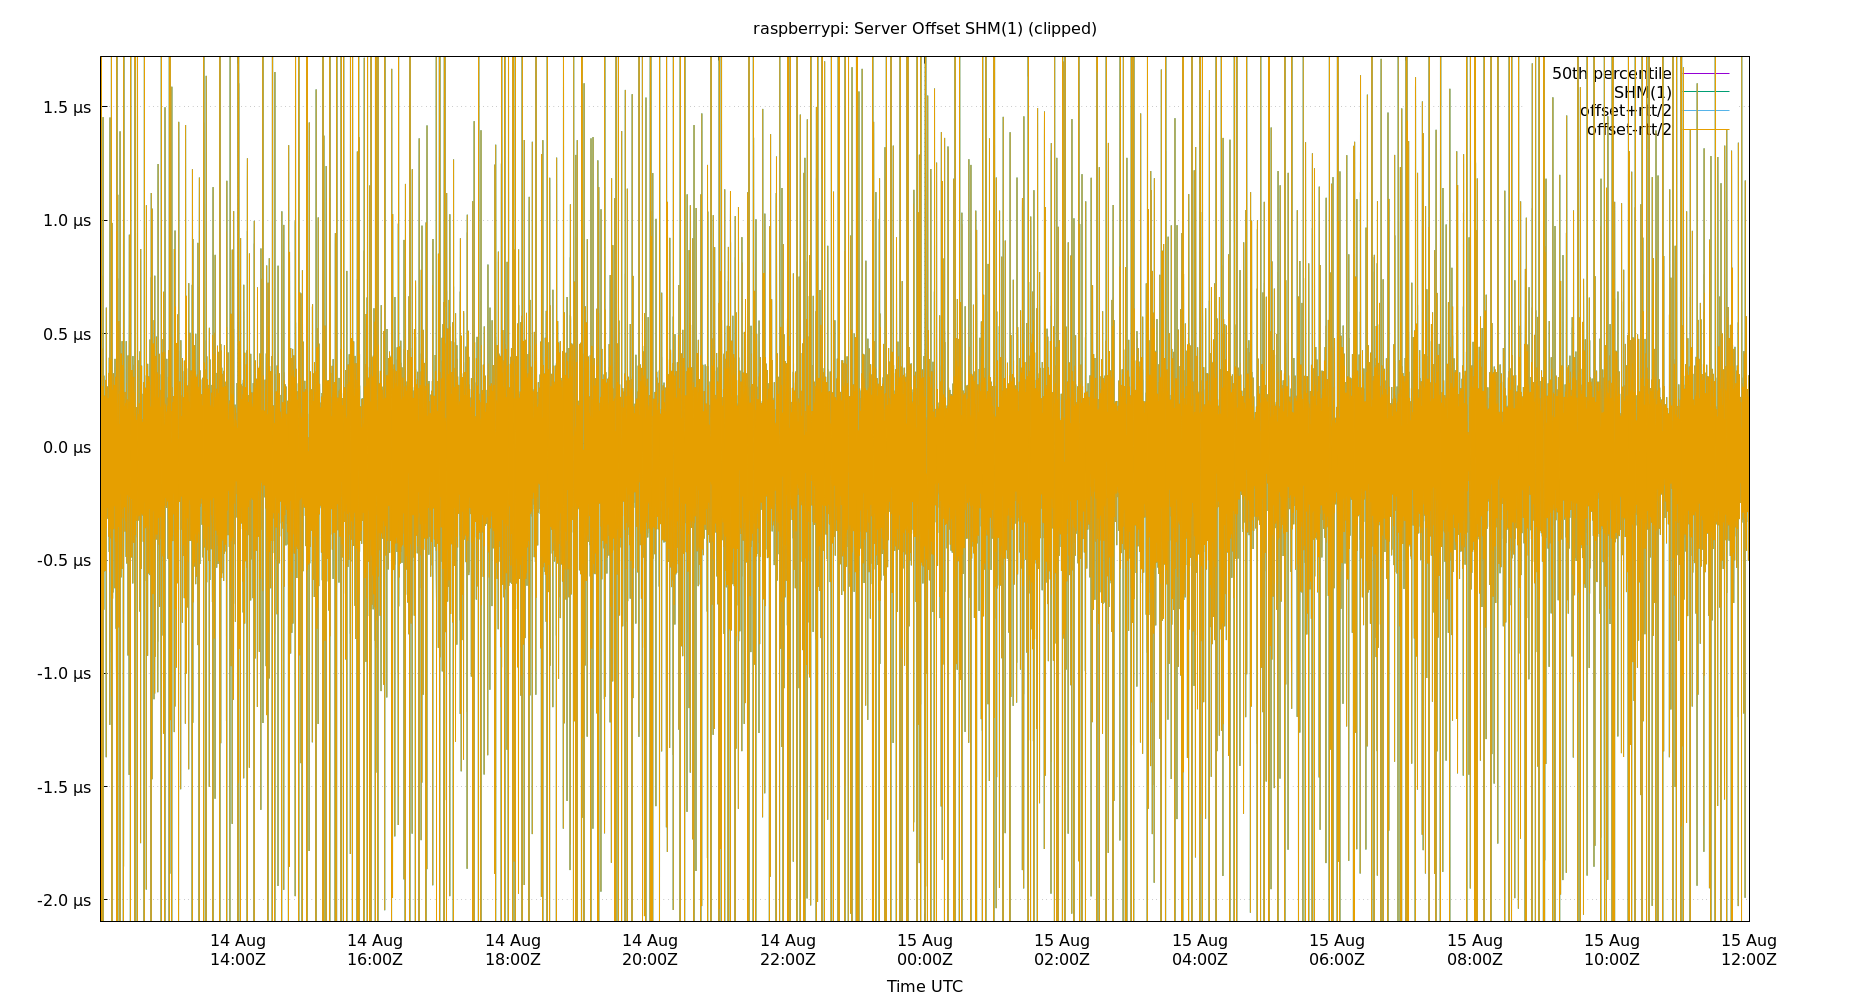 raspberrypi: Server Offset SHM(1) (clipped)
50th percentile
SHM(1)
offset+rtt/2
offset-rtt/2
1.5 µs
1.0 µs
0.5 µs
0.0 µs
-0.5 µs
-1.0 µs
-1.5 µs
-2.0 µs
14 Aug 14 Aug 14 Aug 14 Aug 14 Aug 15 Aug 15 Aug 15 Aug 15 Aug 15 Aug 15 Aug 15 Aug
14:00Z 16:00Z 18:00Z 20:00Z 22:00Z 00:00Z 02:00Z 04:00Z 06:00Z 08:00Z 10:00Z 12:00Z
Time UTC